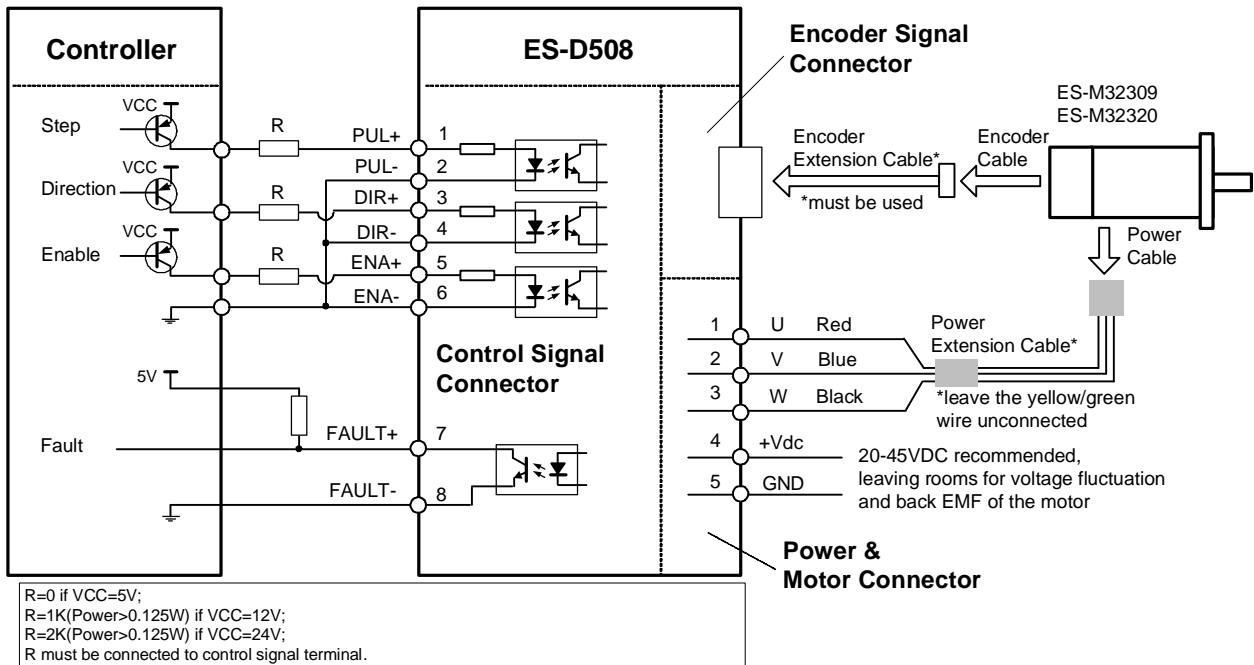 Controller
ES-D508
Encoder Signal
Connector
ES-M32309
ES-M32320
VCC
Step
R
PUL+
1
PUL-
2
Encoder
Extension Cable*
*must be used
Encoder
Cable
VCC
Direction
R
DIR+
3
DIR-
4
VCC
Enable
R
ENA+
5
ENA-
6
Power
Cable
Control Signal
Connector
1
U
Red
2
V
Blue
3
W
Black
Power
Extension Cable*
*leave the yellow/green
wire unconnected
5V
Fault
FAULT+
7
FAULT-
8
4
+Vdc
5
GND
20-45VDC recommended,
leaving rooms for voltage fluctuation
and back EMF of the motor
Power &
Motor Connector
R=0 if VCC=5V;
R=1K(Power>0.125W) if VCC=12V;
R=2K(Power>0.125W) if VCC=24V;
R must be connected to control signal terminal.